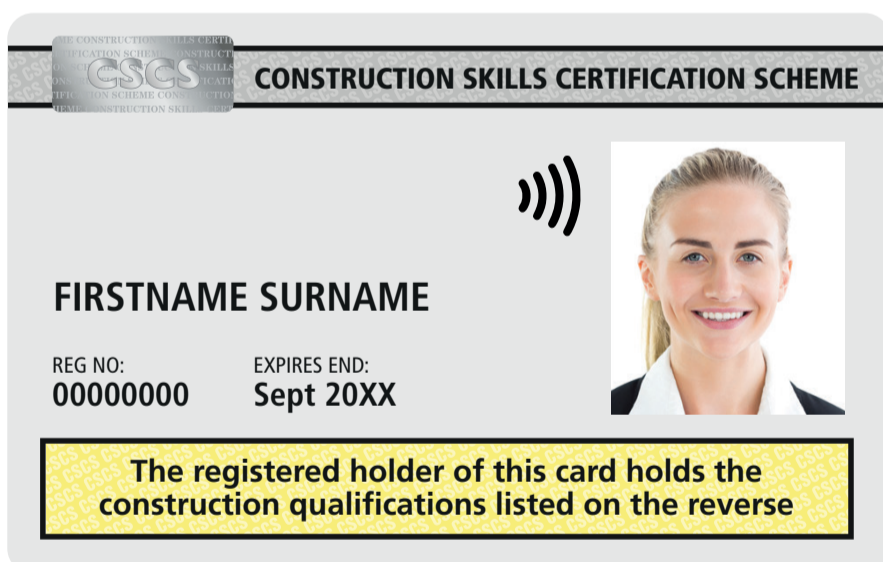 CSCS
CONSTRUCTION SKILLS CERTIFICATION SCHEME
FIRSTNAME SURNAME
REG NO:
EXPIRES END:
00000000
Sept 20XX
The registered holder of this card holds the
construction qualifications listed on the reverse